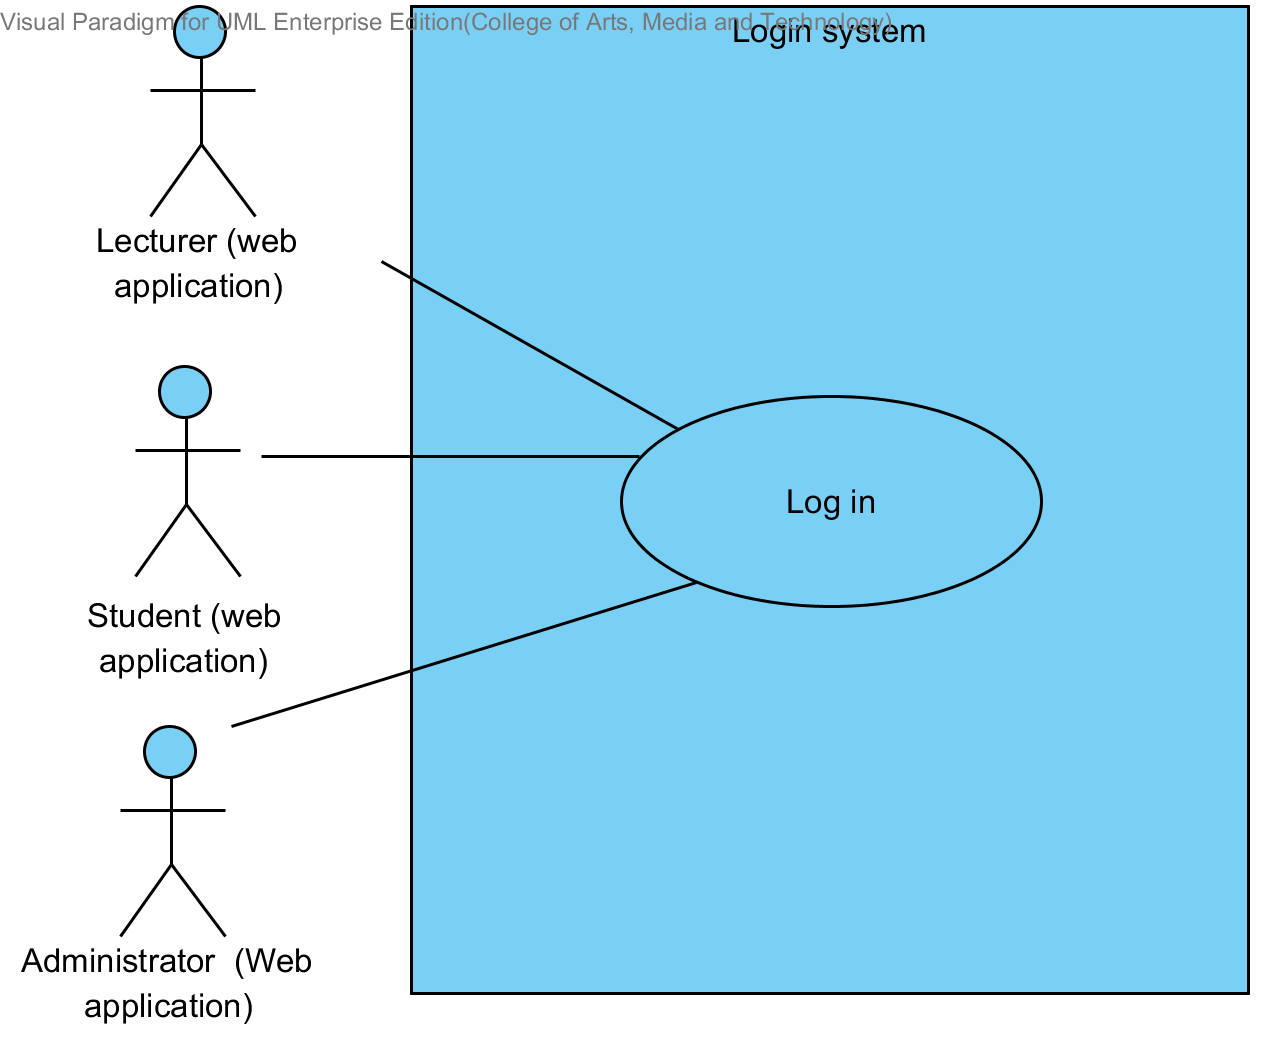 Visual Paradigm for UML Enterprise Edition(College of Arts, Media and Technology)
Login system
Lecturer (web
application)
Log in
Student (web
application)
Administrator  (Web
application)